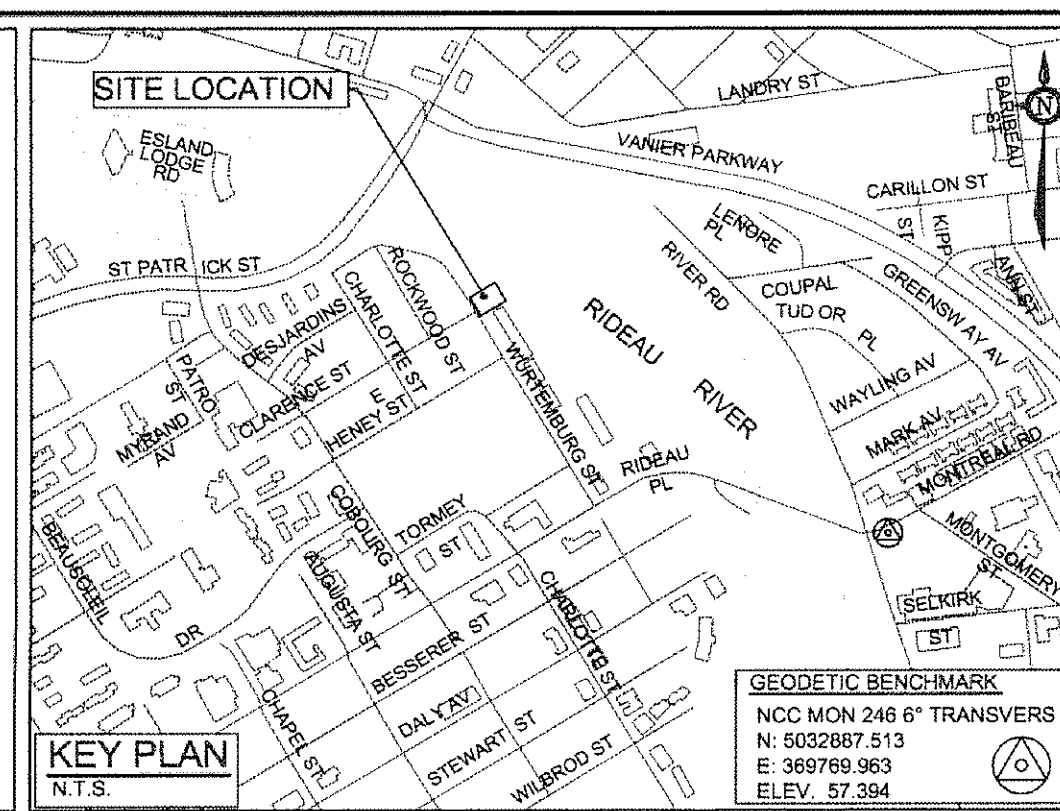 SITE LOCATION
LANDRY ST
BARIBEAU
ST
N
ESLAND
LODGE
RD
VANIER PARKWAY
CARILLON ST
KIPP
ST
LENORE
PL
ST PATR ICK ST
ROCKWOOD ST
RIVER RD
COUPAL
TUD OR
PL
GREENSW AY AV
ANN ST
DESJARDINS
AV
CHARLOTTE ST
RIDEAU
RIVER
PATRO
ST
CLARENCE ST
E
HENEY ST
WURTEMBURG ST
WAYLING AV
MYRAND
AV
MARK AV
MONTREAL RD
RIDEAU
PL
COBOURG ST
TORMEY
ST
BEAUSOLEIL
DR
AUGUSTA ST
MONTGOMERY
ST
CHARLOTTE ST
SELKIRK
ST
BESSERER ST
CHAPEL ST
DALY AV
STEWART ST
WILBROD ST
KEY PLAN
N.T.S.
GEODETIC BENCHMARK
NCC MON 246 6° TRANSVERS
N: 5032887.513
E: 369769.963
ELEV. 57.394